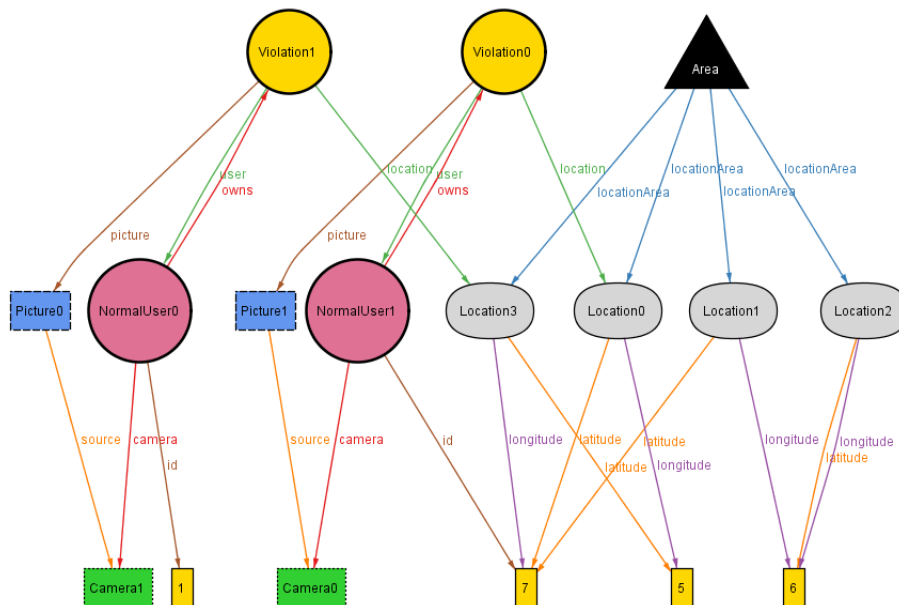 Violation1
Violation0
Area
user
owns
location
user
owns
location
locationArea
locationArea
locationArea
locationArea
picture
picture
Picture0
NormalUser0
Picture1
NormalUser1
Location3
Location0
Location1
Location2
source
camera
id
source
camera
id
longitude
latitude
latitude
longitude
longitude
longitude
latitude
Camera1
1
Camera0
7
5
6